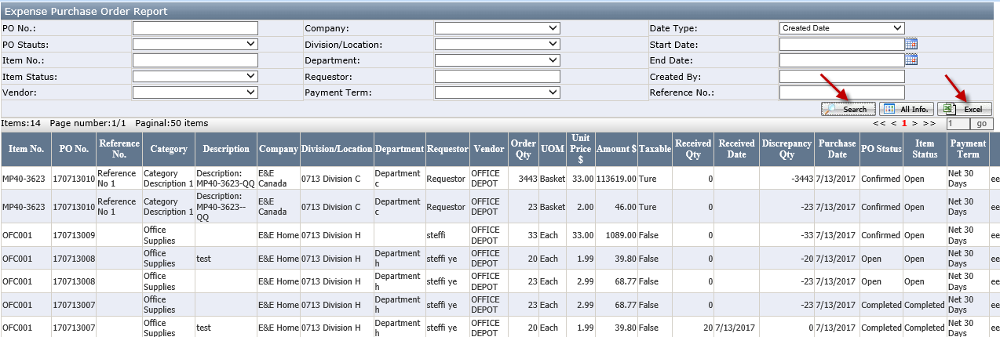 Expense Purchase Order Report
PO No.: Company: Date Type: Created Date
PO Stauts: Division/Location: Start Date:
Item No.: Department: End Date:
Item Status: Requestor: Created By:
Vendor: Payment Term: Reference No.:
Search All Info. Excel
Items:14 Page number:1/1 Paginal:50 items << < 1 > >> 1 go
Item No. PO No. Reference No. Category Description Company Division/Location Department Requestor Vendor Order Qty UOM Unit Price $ Amount $ Taxable Received Qty Received Date Discrepancy Qty Purchase Date PO Status Item Status Payment Term
MP40-3623 170713010 Reference No 1 Category Description 1 Description: MP40-3623-QQ E&E Canada 0713 Division C Department c Requestor OFFICE DEPOT 3443 Basket 33.00 113619.00 Ture 0 -3443 7/13/2017 Confirmed Open Net 30 Days ee
MP40-3623 170713010 Reference No 1 Category Description 1 Description: MP40-3623--QQ E&E Canada 0713 Division C Department c Requestor OFFICE DEPOT 23 Basket 2.00 46.00 Ture 0 -23 7/13/2017 Confirmed Open Net 30 Days ee
OFC001 170713009 Office Supplies E&E Home 0713 Division H steffi OFFICE DEPOT 33 Each 33.00 1089.00 False 0 -33 7/13/2017 Confirmed Open Net 30 Days ee
OFC001 170713008 Office Supplies test E&E Home 0713 Division H Department h steffi ye OFFICE DEPOT 20 Each 1.99 39.80 False 0 -20 7/13/2017 Open Open Net 30 Days ee
OFC001 170713008 Office Supplies E&E Home 0713 Division H Department h steffi ye OFFICE DEPOT 23 Each 2.99 68.77 False 0 -23 7/13/2017 Open Open Net 30 Days ee
OFC001 170713007 Office Supplies E&E Home 0713 Division H Department h steffi ye OFFICE DEPOT 23 Each 2.99 68.77 False 0 -23 7/13/2017 Completed Completed Net 30 Days ee
OFC001 170713007 Office Supplies test E&E Home 0713 Division H Department h steffi ye OFFICE DEPOT 20 Each 1.99 39.80 False 20 7/13/2017 0 7/13/2017 Completed Completed Net 30 Days ee